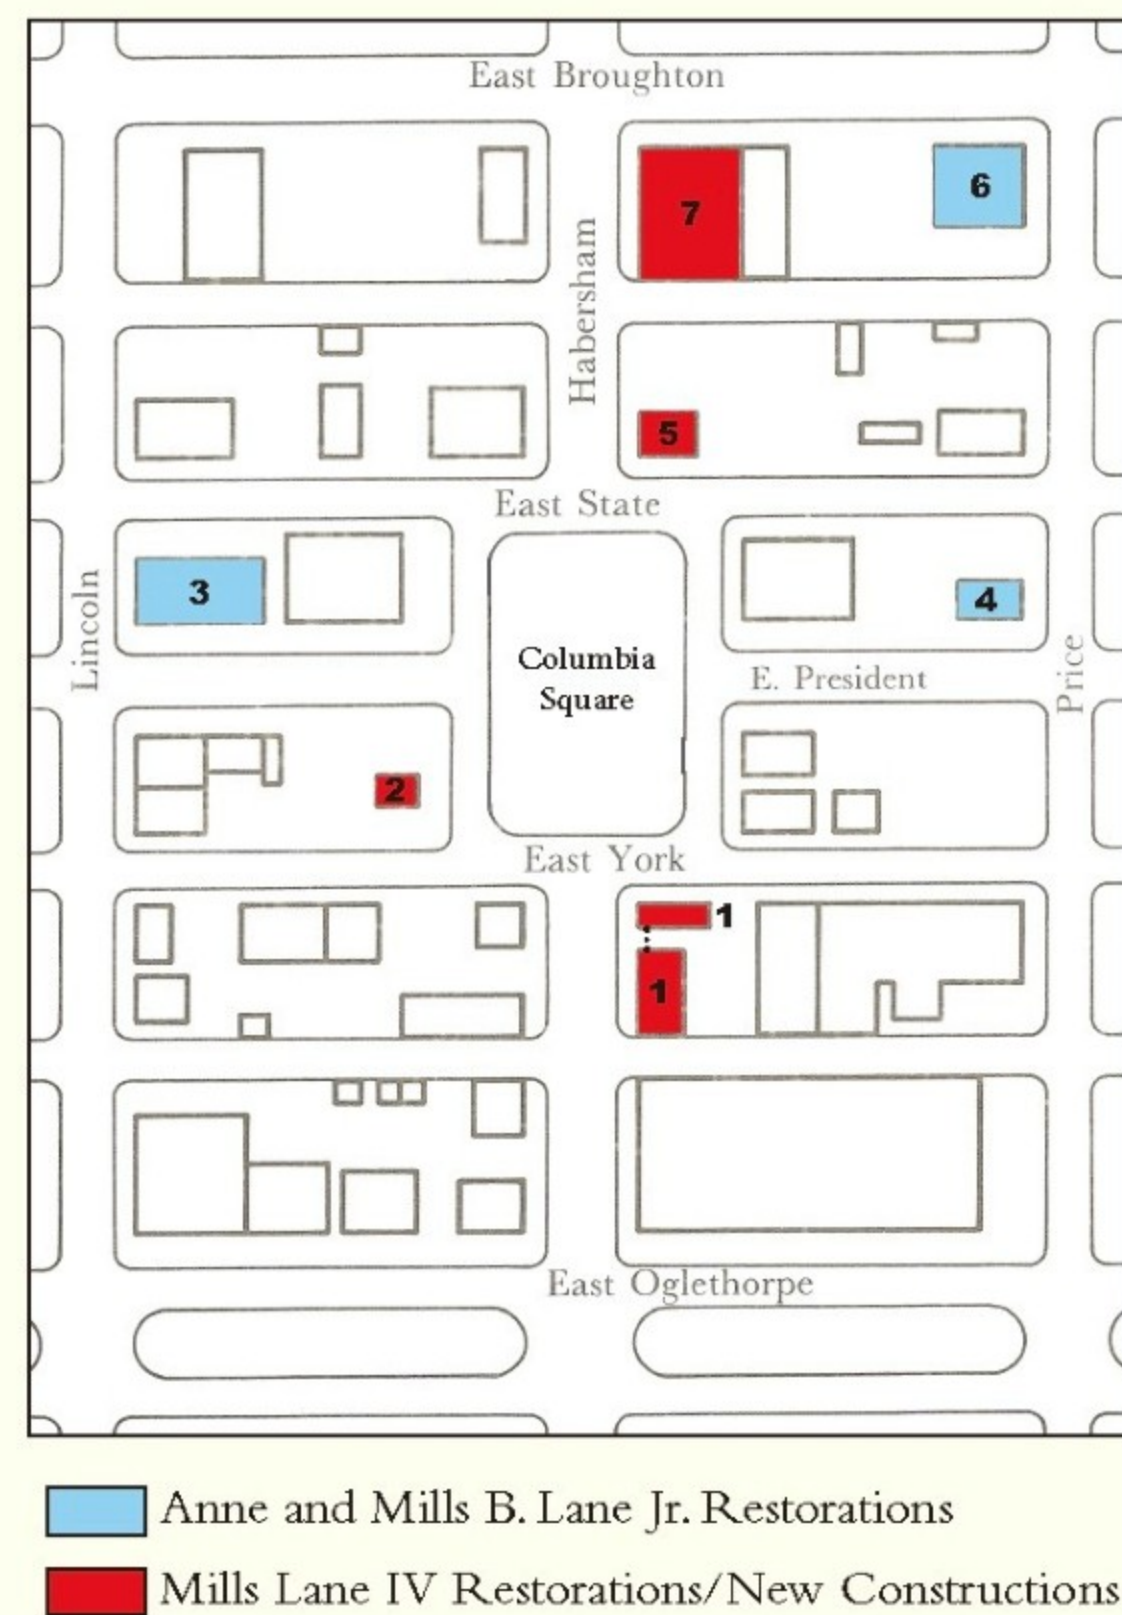 East Broughton
7
6
Habersham
5
East State
Lincoln
3
4
Columbia
Square
E. President
Price
2
East York
1
1
East Oglethorpe
Anne and Mills B. Lane Jr. Restorations
Mills Lane IV Restorations/New Constructions